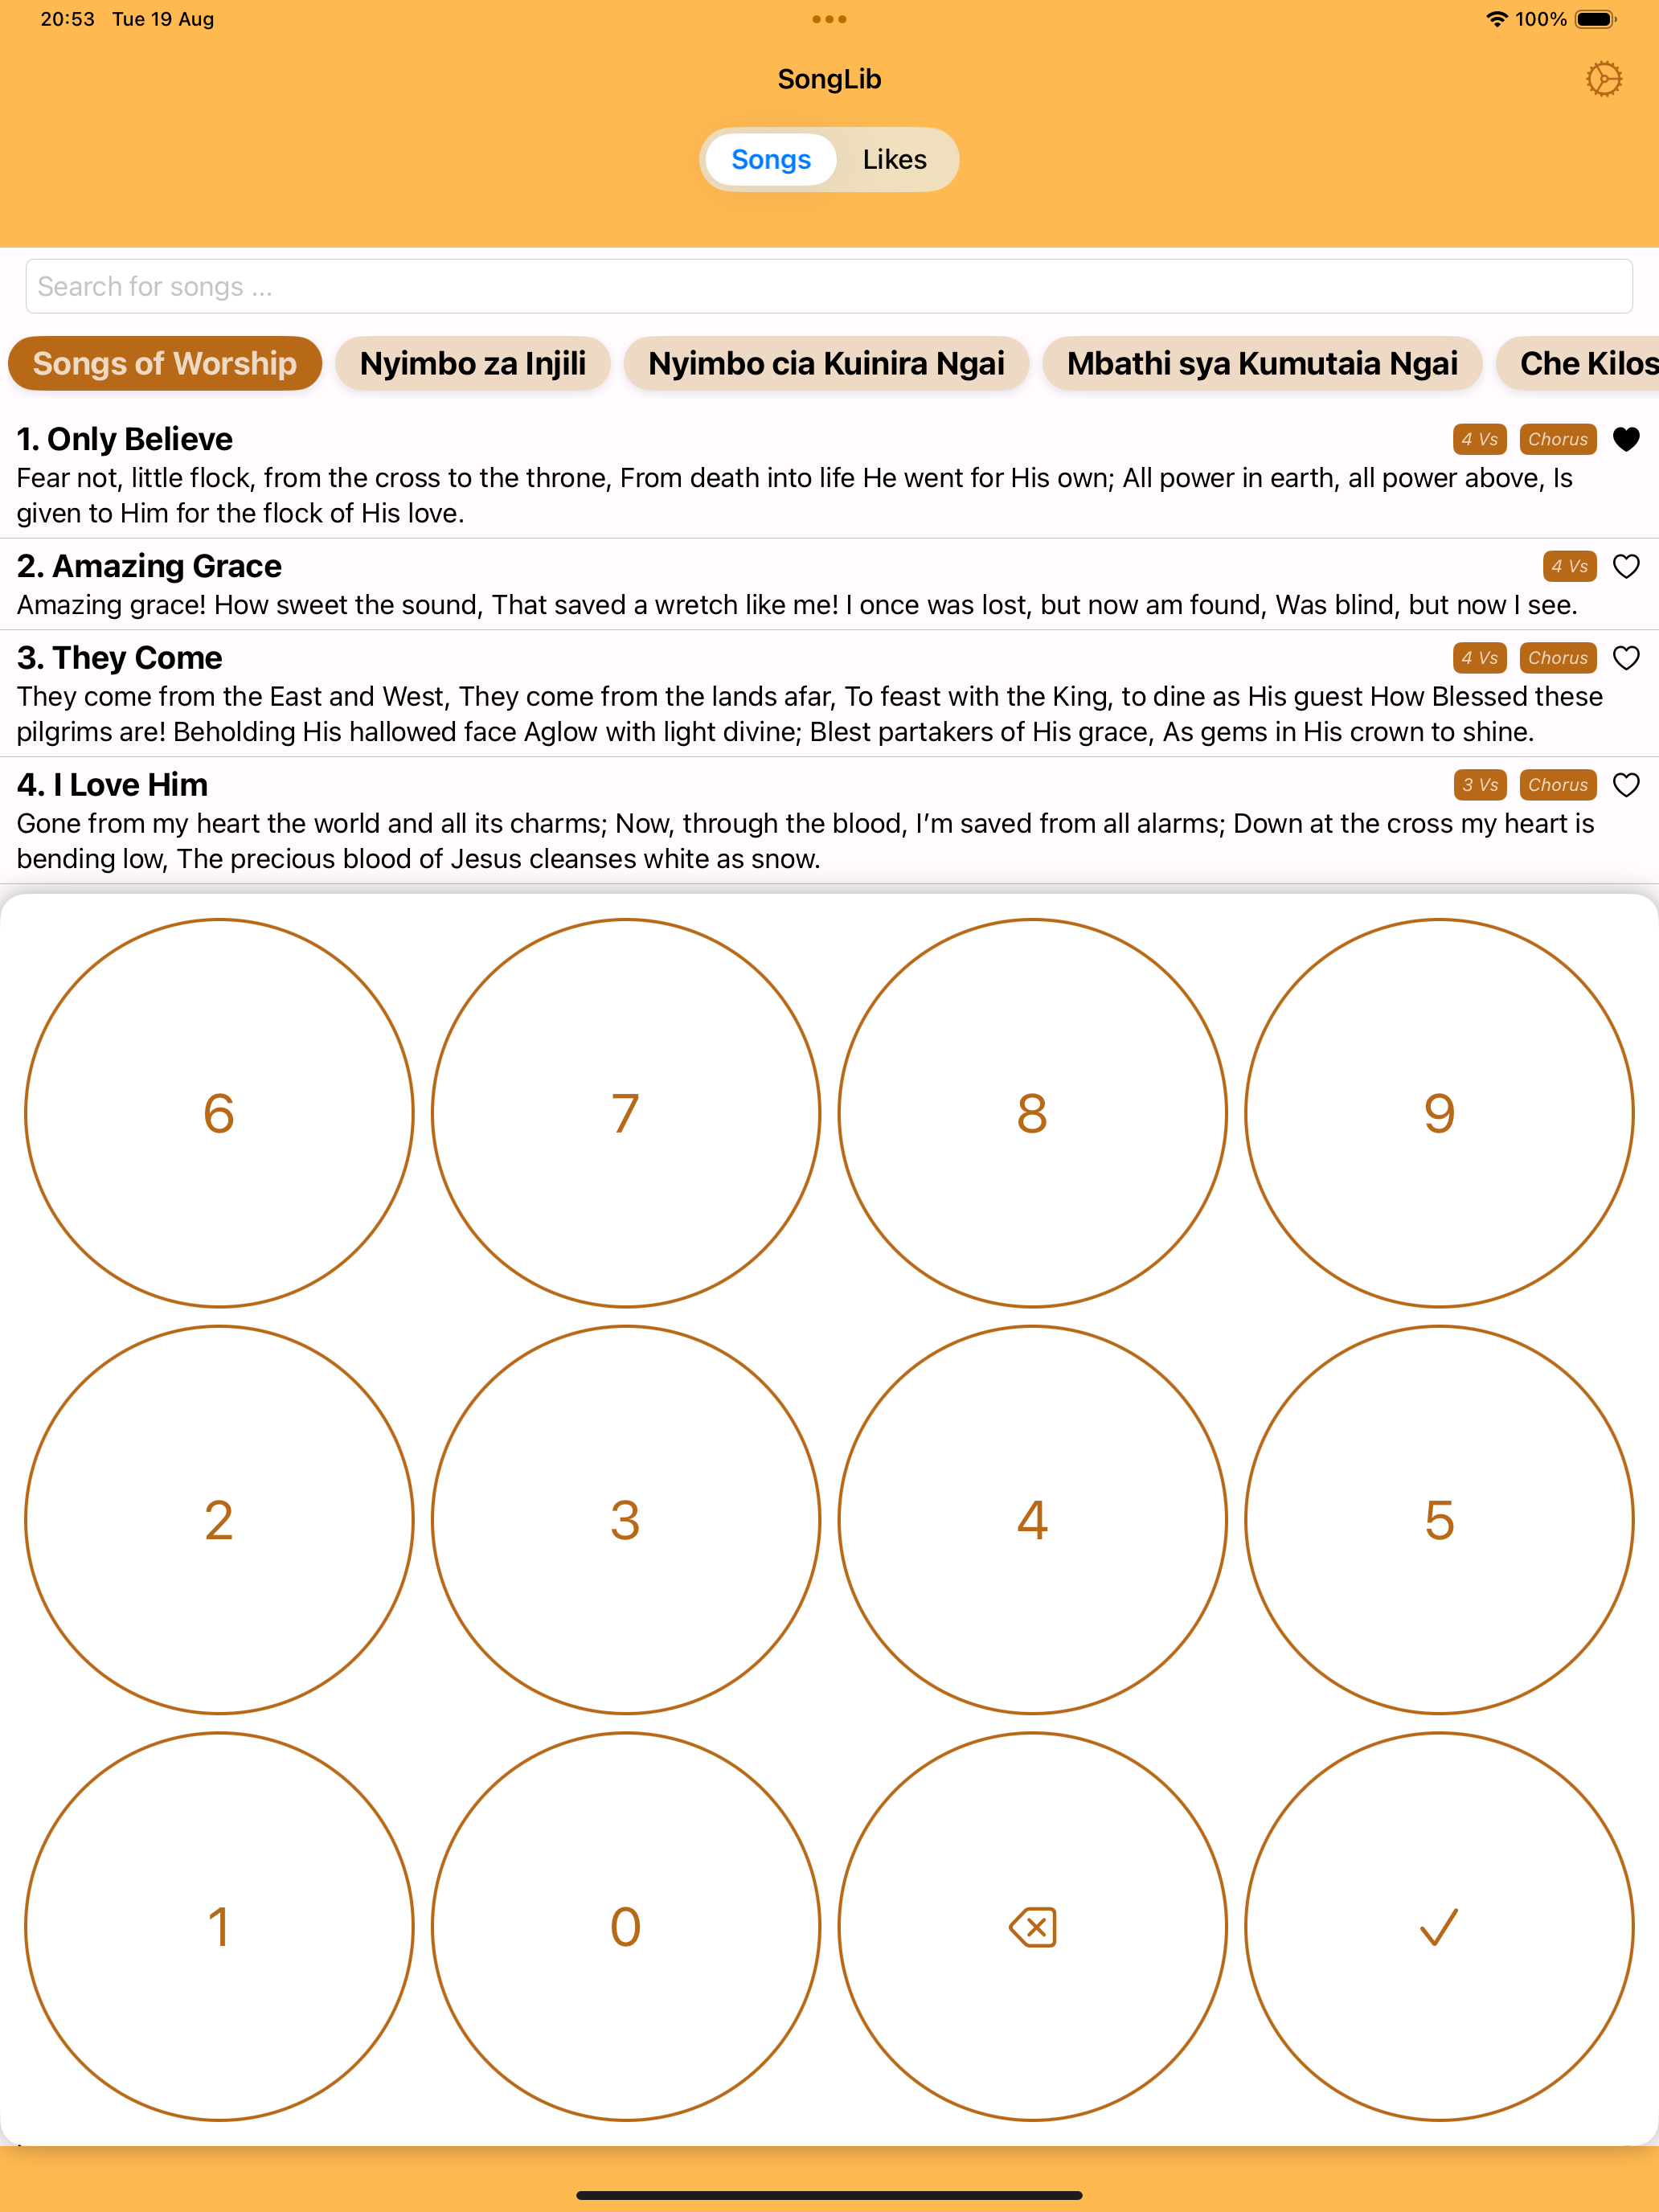 20:53 Tue 19 Aug
100%
SongLib
Songs Likes
Search for songs ...
Songs of Worship Nyimbo za Injili Nyimbo cia Kuinira Ngai Mbathi sya Kumutaia Ngai Che Kilos
1. Only Believe 4 Vs Chorus
Fear not, little flock, from the cross to the throne, From death into life He went for His own; All power in earth, all power above, Is
given to Him for the flock of His love.
2. Amazing Grace 4 Vs
Amazing grace! How sweet the sound, That saved a wretch like me! I once was lost, but now am found, Was blind, but now I see.
3. They Come 4 Vs Chorus
They come from the East and West, They come from the lands afar, To feast with the King, to dine as His guest How Blessed these
pilgrims are! Beholding His hallowed face Aglow with light divine; Blest partakers of His grace, As gems in His crown to shine.
4. I Love Him 3 Vs Chorus
Gone from my heart the world and all its charms; Now, through the blood, I’m saved from all alarms; Down at the cross my heart is
bending low, The precious blood of Jesus cleanses white as snow.
6 7 8 9
2 3 4 5
1 0